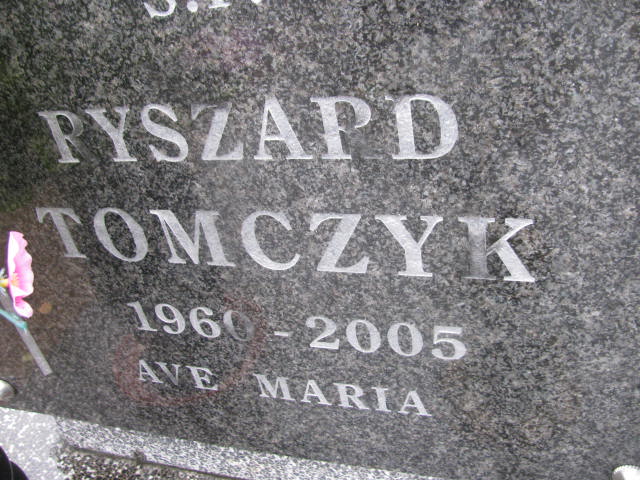 RYSZARD
TOMCZYK
1960 - 2005
AVE MARIA